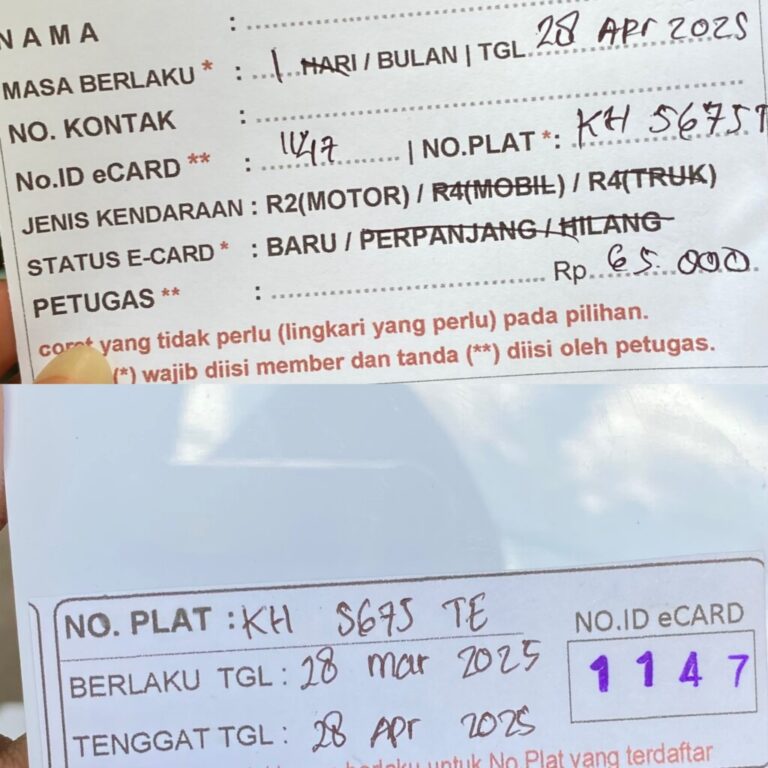 NAMA :
MASA BERLAKU * : 1 HARI / BULAN | TGL 28 Apr 2025
NO. KONTAK :
No.ID eCARD ** : 1147 | NO.PLAT *: KH 5675 T
JENIS KENDARAAN : R2(MOTOR) / R4(MOBIL) / R4(TRUK)
STATUS E-CARD * : BARU / PERPANJANG / HILANG
PETUGAS ** : Rp. 65.000
coret yang tidak perlu (lingkari yang perlu) pada pilihan.
(*) wajib diisi member dan tanda (**) diisi oleh petugas.
NO. PLAT : KH 5675 TE
NO.ID eCARD
1147
BERLAKU TGL : 28 Mar 2025
TENGGAT TGL : 28 Apr 2025
berlaku untuk No Plat yang terdaftar